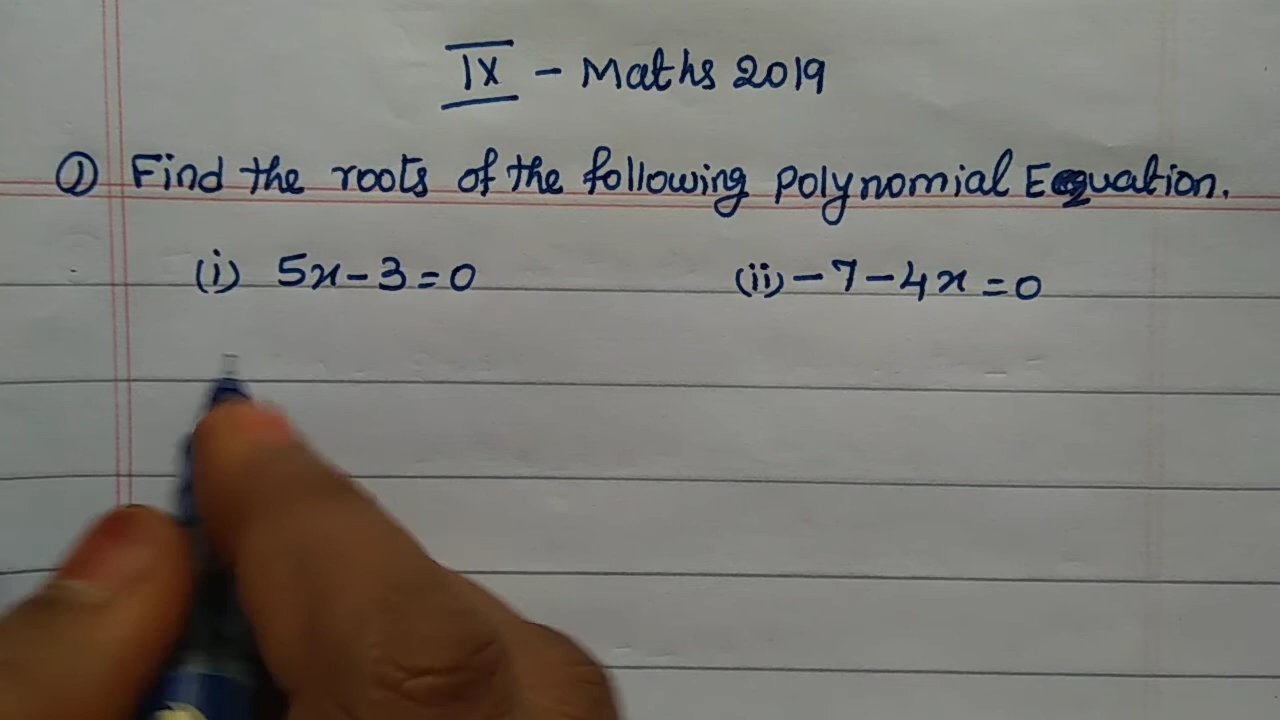 IX - Maths 2019
① Find the roots of the following Polynomial Equation.
(i) 5x-3=0 (ii) -7-4x=0